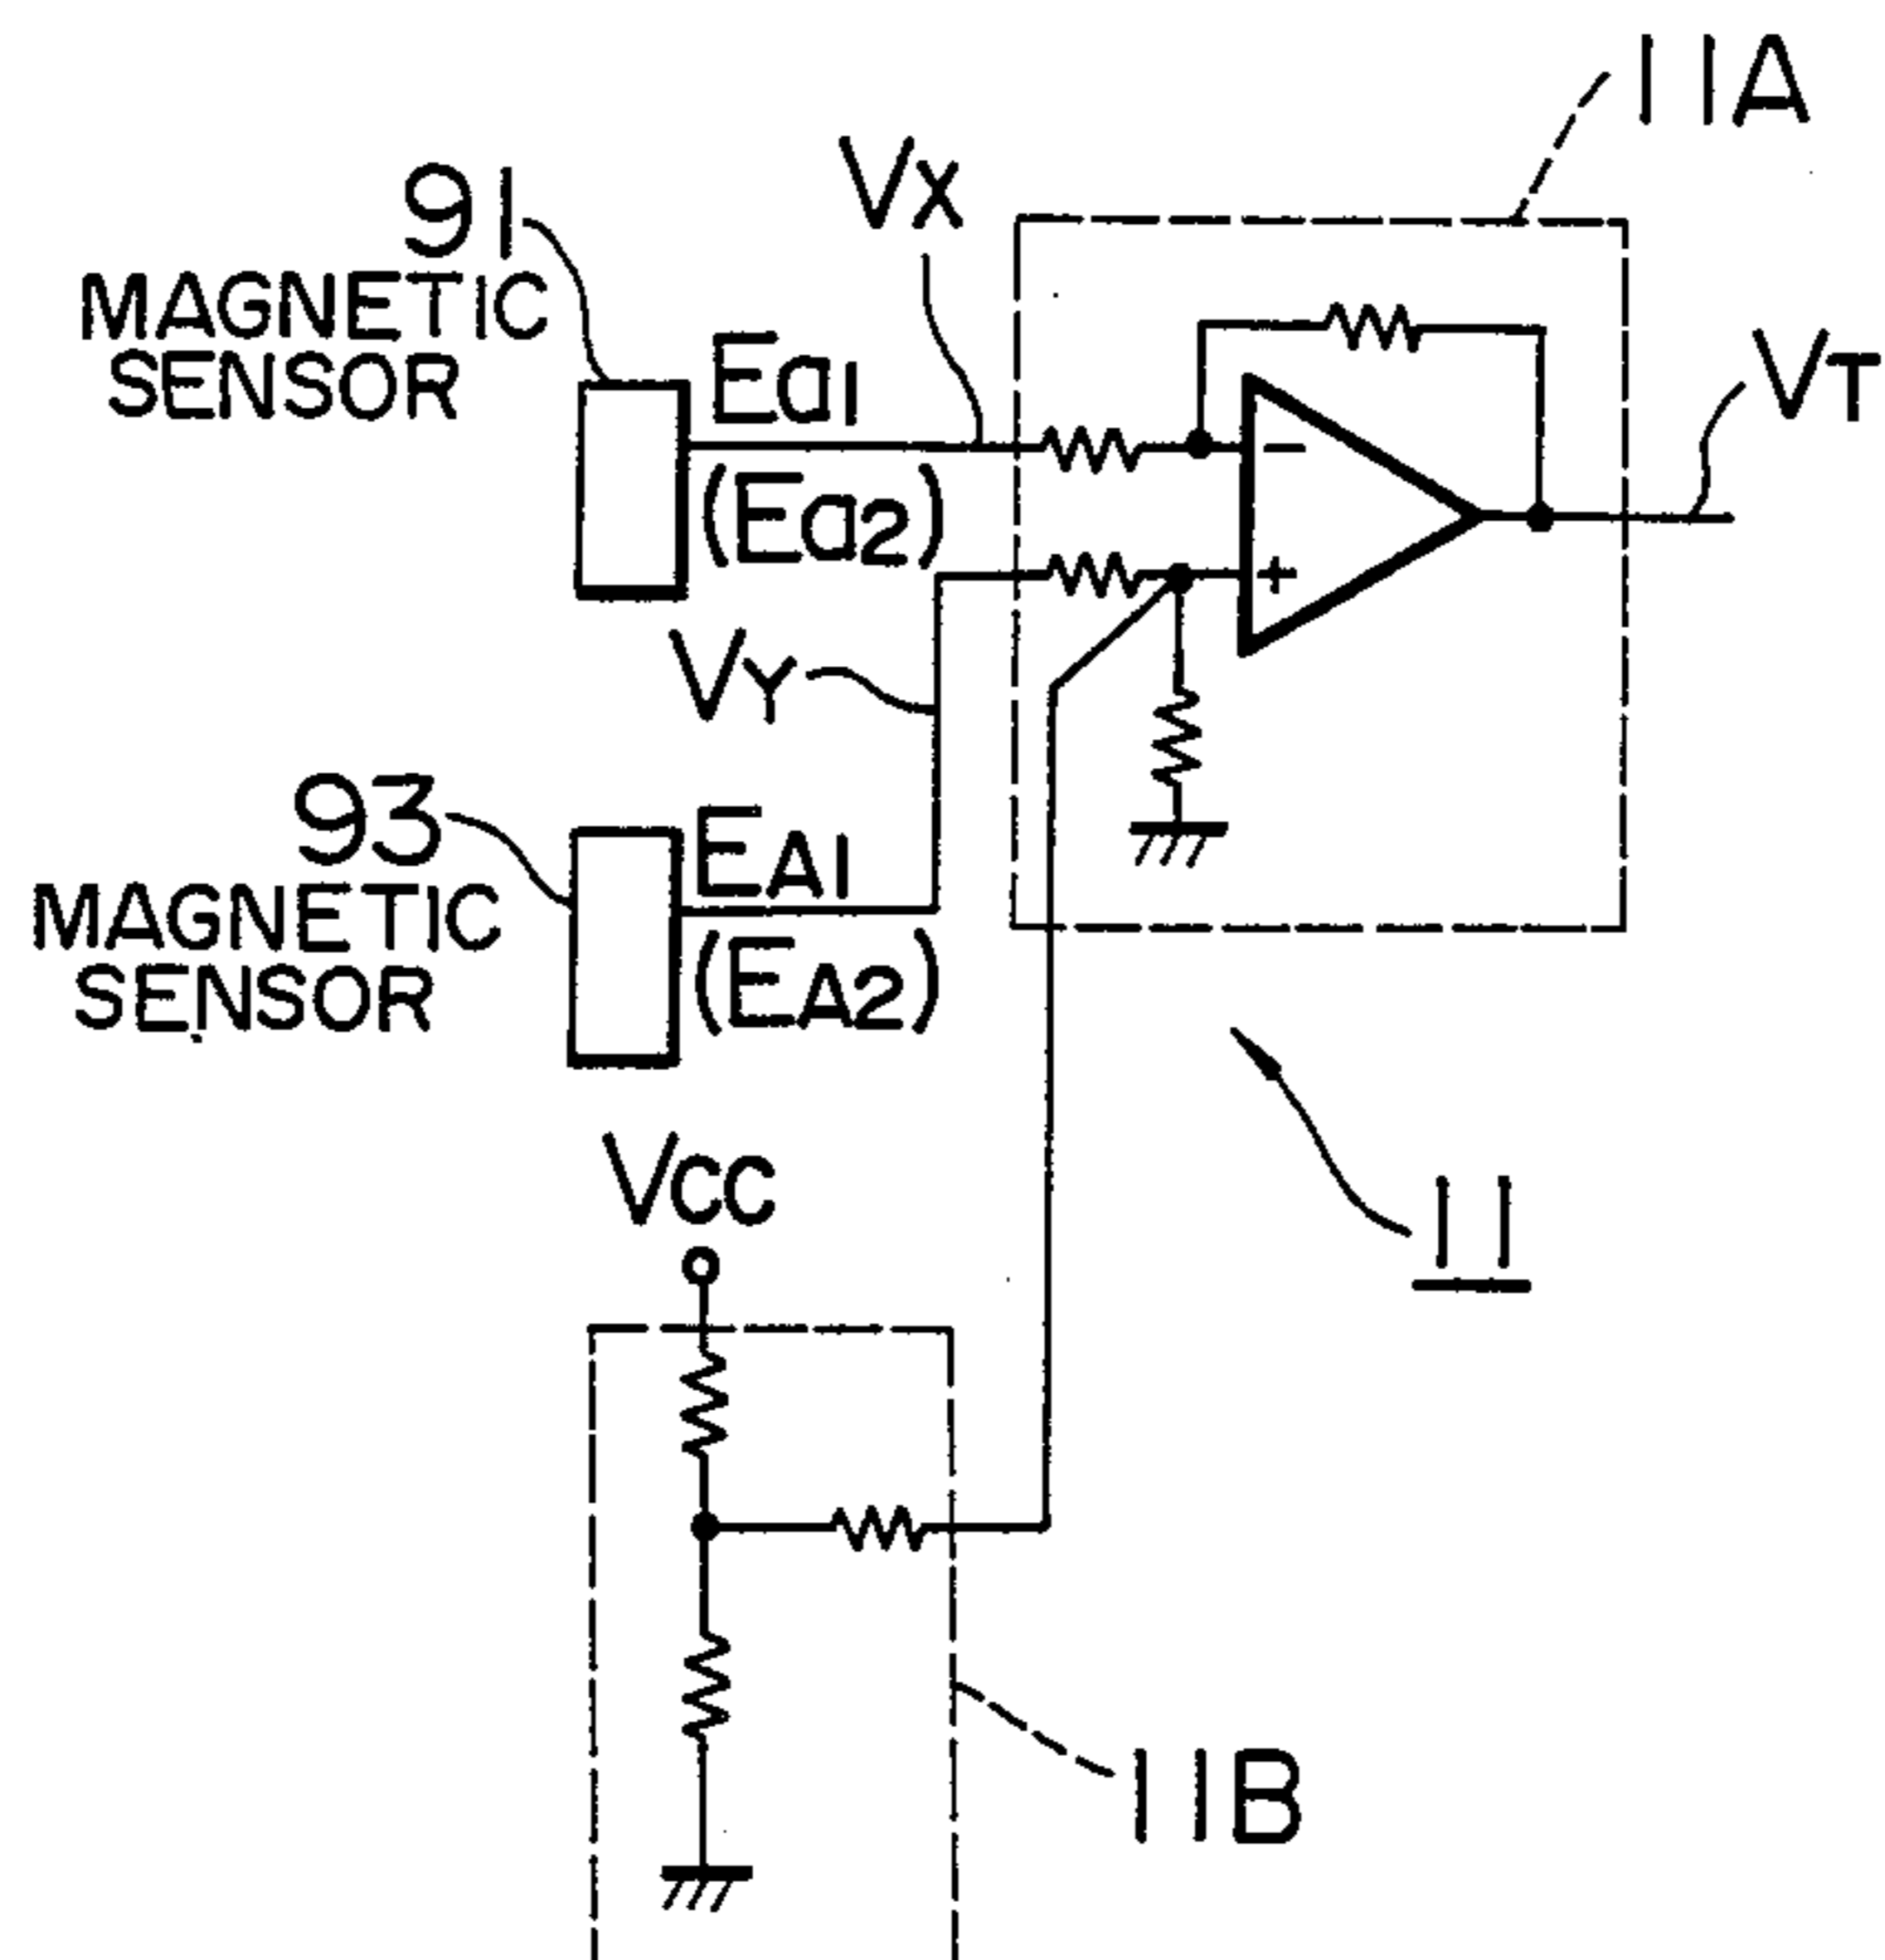 11A
91
MAGNETIC
SENSOR
VX
Ea1
(Ea2)
VT
-
+
VY
93
MAGNETIC
SENSOR
EA1
(EA2)
VCC
11
11B